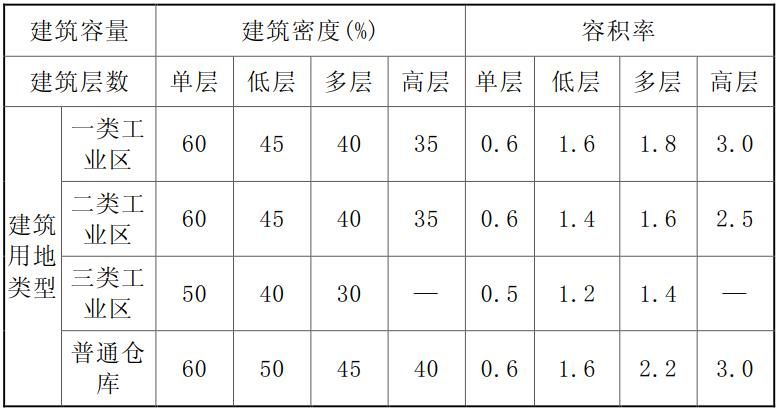 建筑容量 建筑密度(%) 容积率
建筑层数 单层 低层 多层 高层 单层 低层 多层 高层
建筑用地类型
一类工业区 60 45 40 35 0.6 1.6 1.8 3.0
二类工业区 60 45 40 35 0.6 1.4 1.6 2.5
三类工业区 50 40 30 — 0.5 1.2 1.4 —
普通仓库 60 50 45 40 0.6 1.6 2.2 3.0